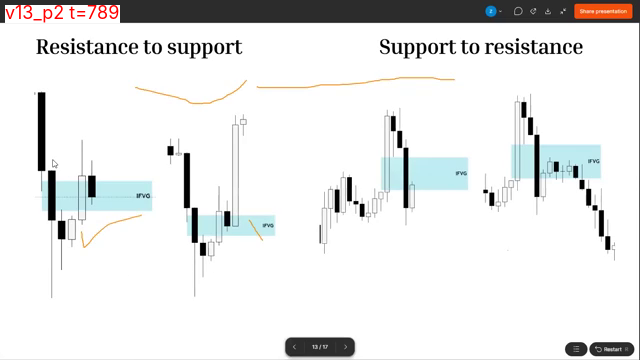 v13_p2 t=789
Share presentation
Resistance to support
Support to resistance
IFVG
IFVG
IFVG
IFVG
13 / 17
Restart